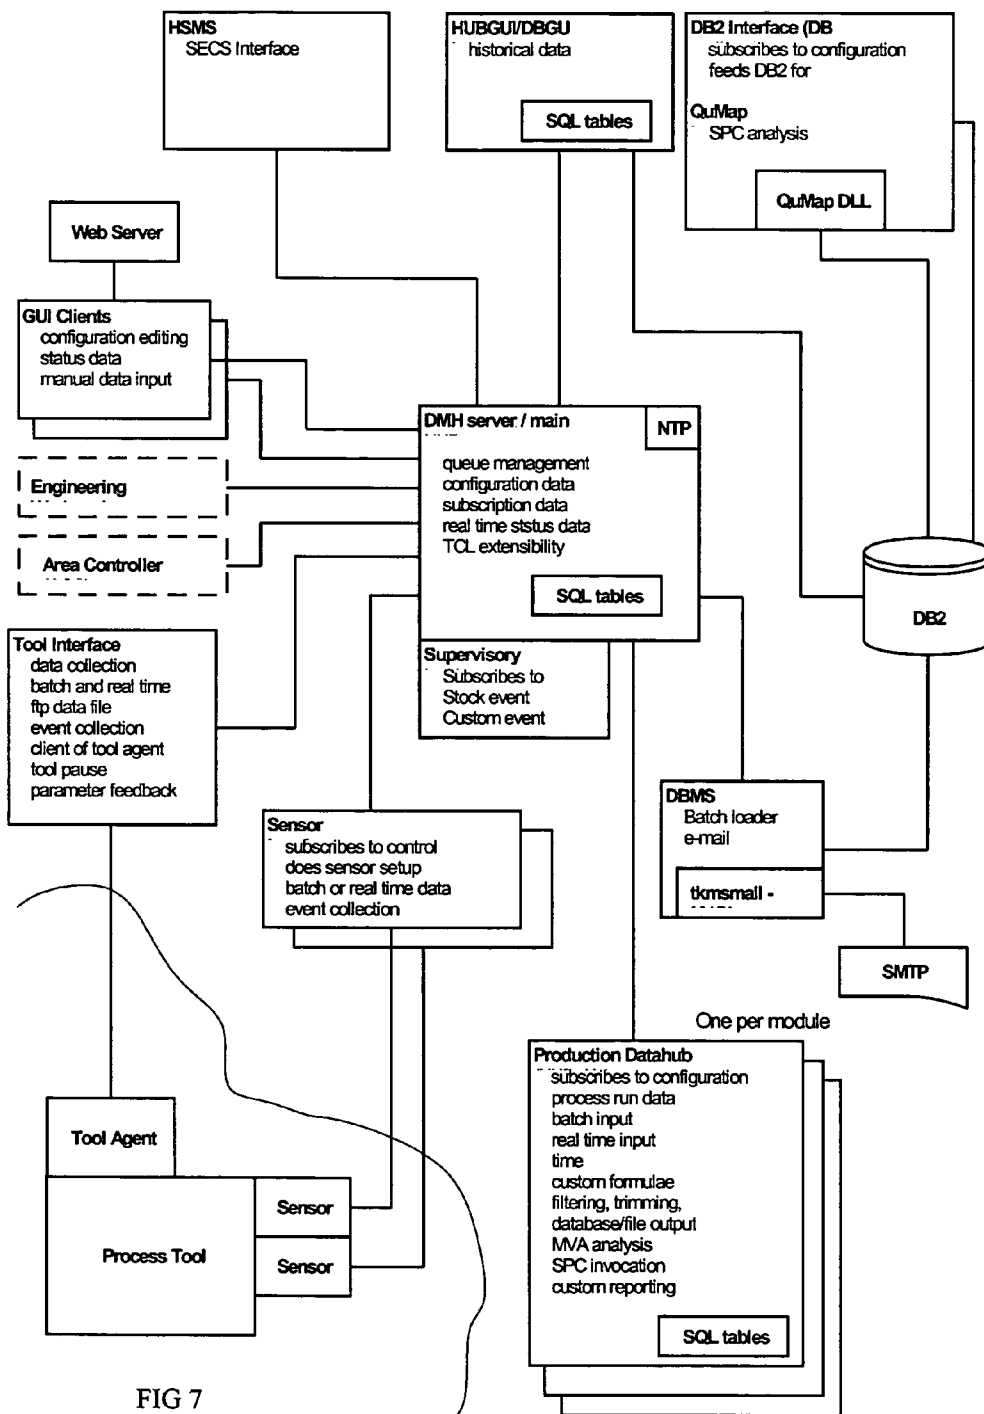 HSMS
SECS Interface
HUBGUI/DBGU
historical data
SQL tables
DB2 Interface (DB
subscribes to configuration
feeds DB2 for
QuMap
SPC analysis
QuMap DLL
Web Server
GUI Clients
configuration editing
status data
manual data input
DMH server / main
NTP
queue management
configuration data
subscription data
real time ststus data
TCL extensibility
SQL tables
Engineering
Area Controller
Tool Interface
data collection
batch and real time
ftp data file
event collection
client of tool agent
tool pause
parameter feedback
Supervisory
Subscribes to
Stock event
Custom event
DB2
Sensor
subscribes to control
does sensor setup
batch or real time data
event collection
DBMS
Batch loader
e-mail
tkmsmail -
SMTP
One per module
Production Datahub
subscribes to configuration
process run data
batch input
real time input
time
custom formulae
filtering, trimming,
database/file output
MVA analysis
SPC invocation
custom reporting
SQL tables
Tool Agent
Process Tool
Sensor
Sensor
FIG 7